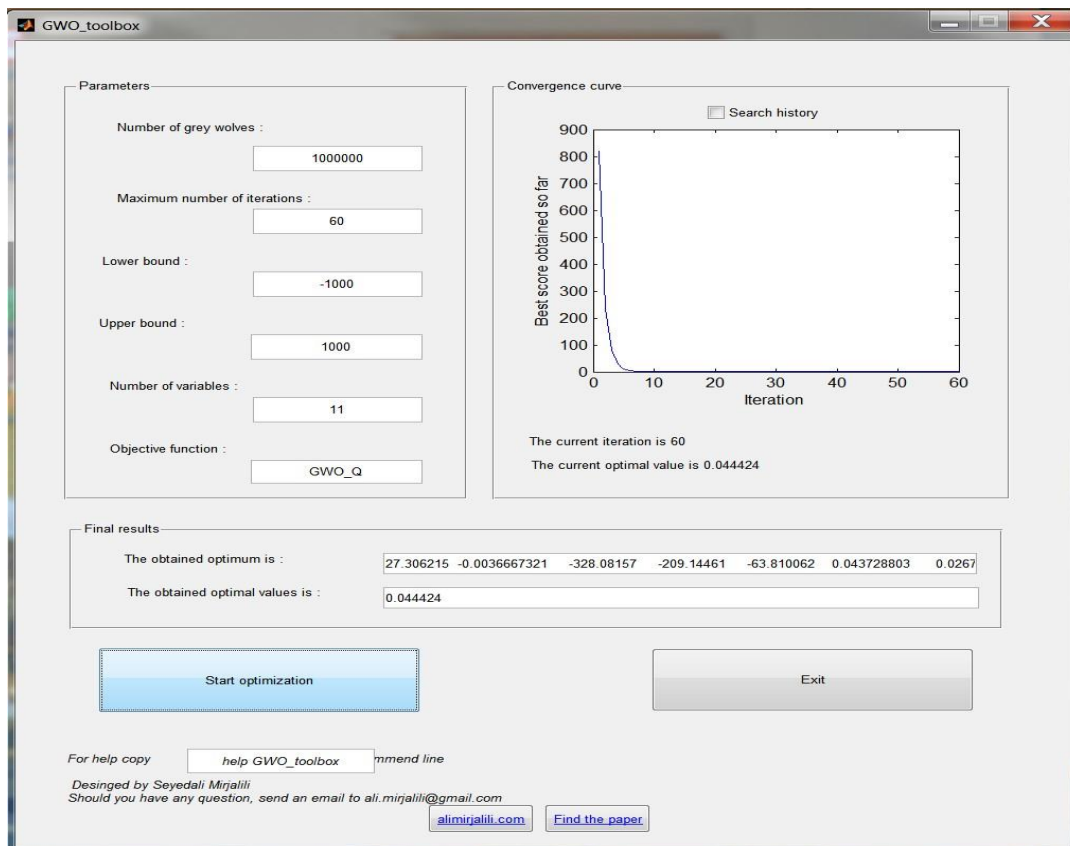 GWO_toolbox
Parameters
Number of grey wolves :
1000000
Maximum number of iterations :
60
Lower bound :
-1000
Upper bound :
1000
Number of variables :
11
Objective function :
GWO_Q
Convergence curve
Search history
900
800
700
600
500
400
300
200
100
0
Best score obtained so far
0 10 20 30 40 50 60
Iteration
The current iteration is 60
The current optimal value is 0.044424
Final results
The obtained optimum is :
27.306215 -0.0036667321 -328.08157 -209.14461 -63.810062 0.043728803 0.0267
The obtained optimal values is :
0.044424
Start optimization
Exit
For help copy help GWO_toolbox mmend line
Desinged by Seyedali Mirjalili
Should you have any question, send an email to ali.mirjalili@gmail.com
alimirjalili.com
Find the paper